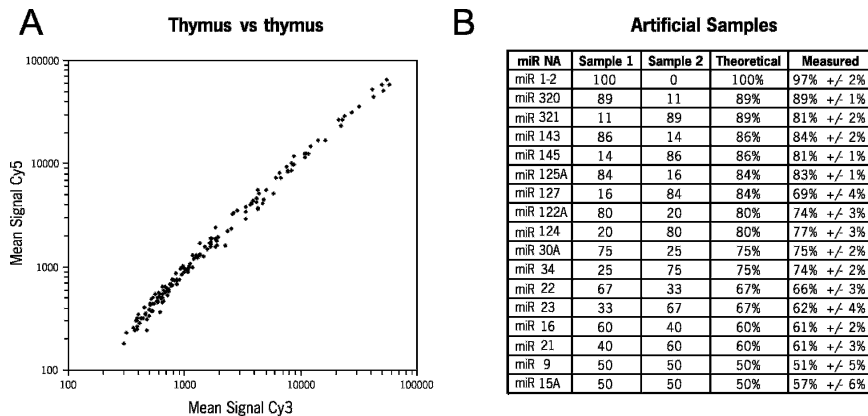 A
Thymus vs thymus
100000
10000
1000
100
Mean Signal Cy5
100 1000 10000 100000
Mean Signal Cy3
B
Artificial Samples
miR NA Sample 1 Sample 2 Theoretical Measured
miR 1-2 100 0 100% 97% +/- 2%
miR 320 89 11 89% 89% +/- 1%
miR 321 11 89 89% 81% +/- 2%
miR 143 86 14 86% 84% +/- 2%
miR 145 14 86 86% 81% +/- 1%
miR 125A 84 16 84% 83% +/- 1%
miR 127 16 84 84% 69% +/- 4%
miR 122A 80 20 80% 74% +/- 3%
miR 124 20 80 80% 77% +/- 3%
miR 30A 75 25 75% 75% +/- 2%
miR 34 25 75 75% 74% +/- 2%
miR 22 67 33 67% 66% +/- 3%
miR 23 33 67 67% 62% +/- 4%
miR 16 60 40 60% 61% +/- 2%
miR 21 40 60 60% 61% +/- 3%
miR 9 50 50 50% 51% +/- 5%
miR 15A 50 50 50% 57% +/- 6%